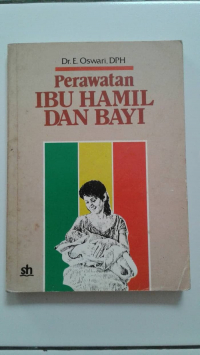 Dr. E. Oswari, DPH
Perawatan
IBU HAMIL
DAN BAYI
sh